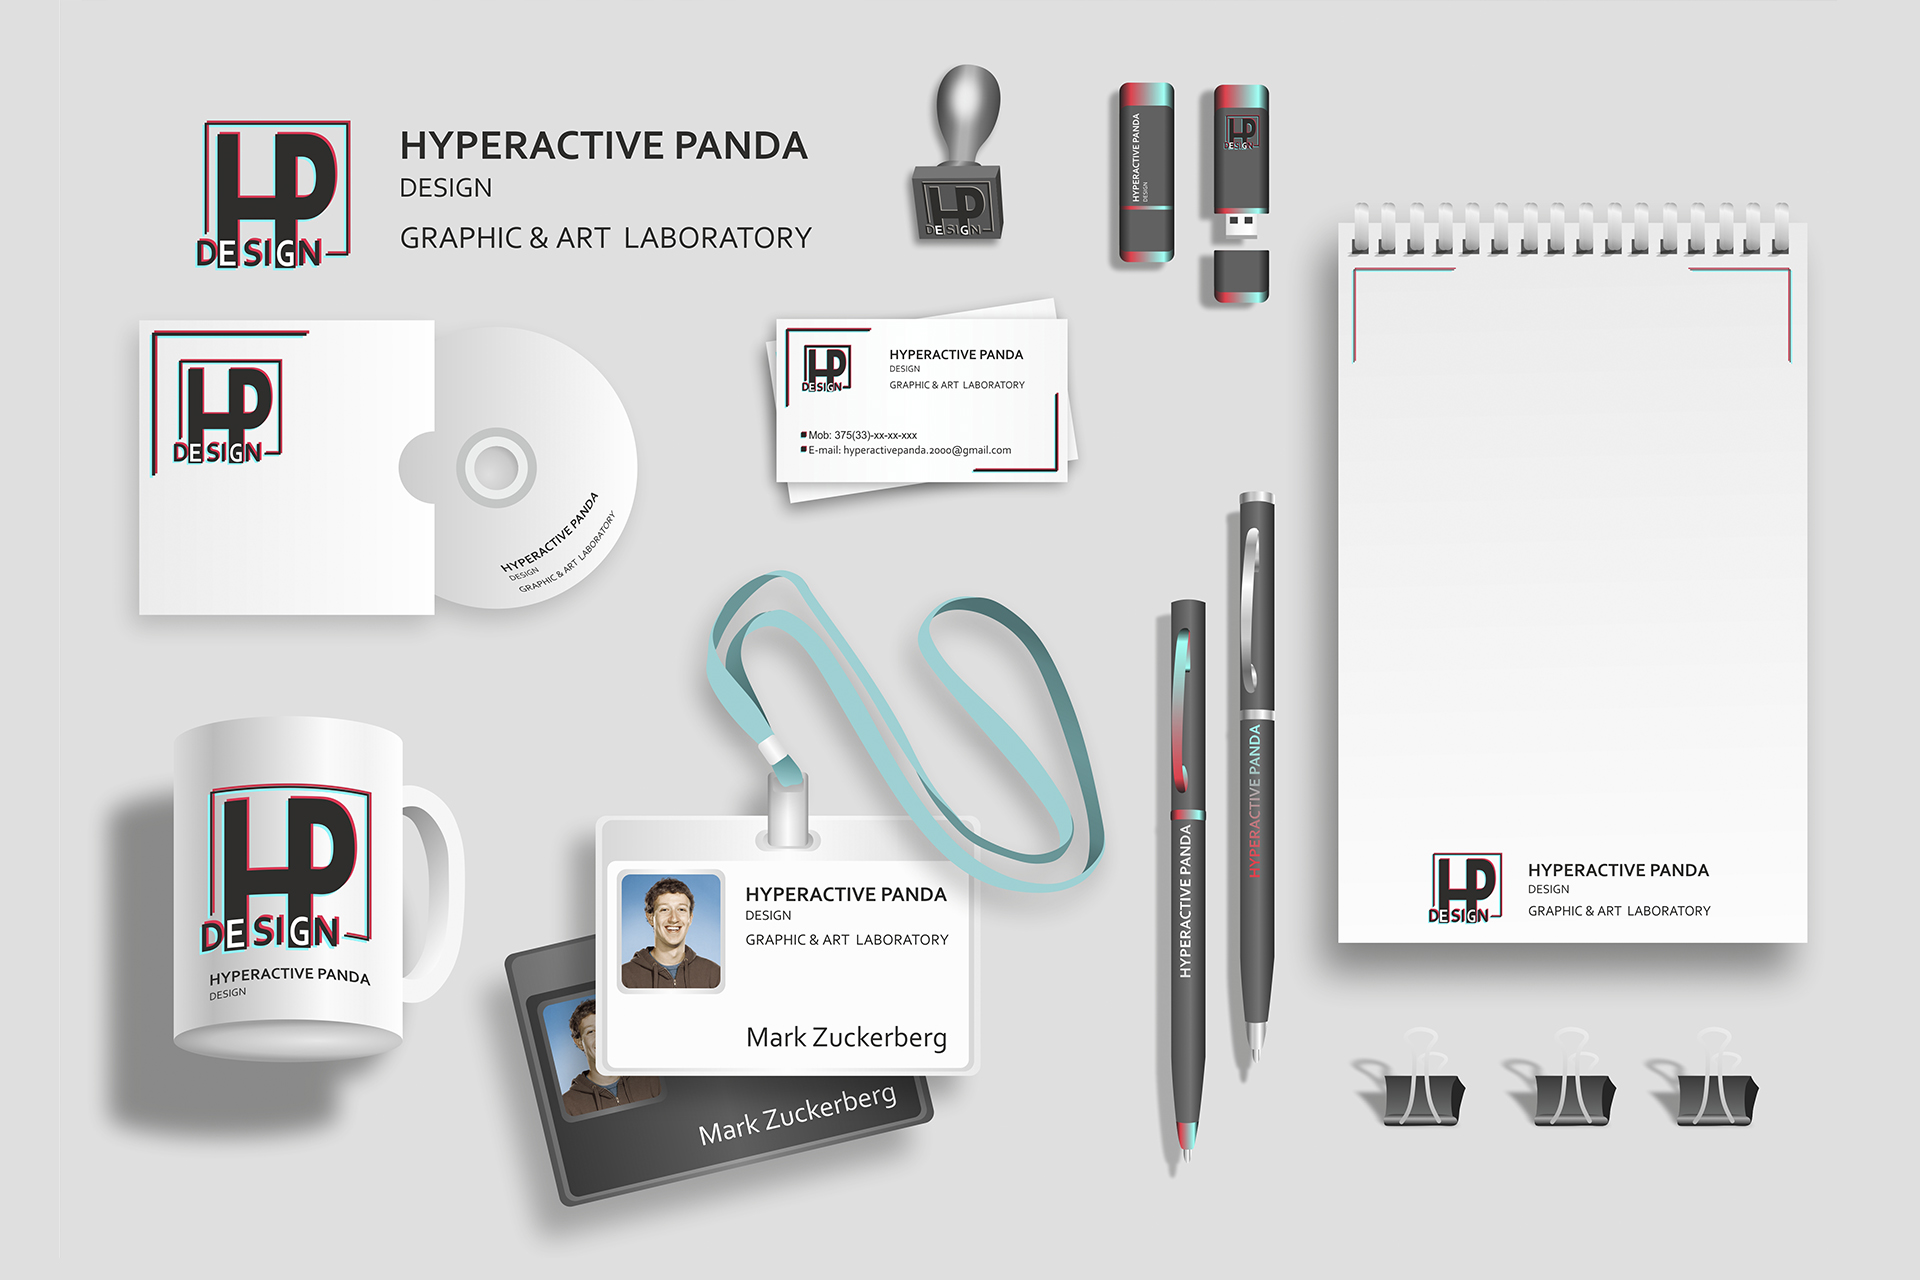 HP
DESIGN
HYPERACTIVE PANDA
DESIGN
GRAPHIC & ART LABORATORY
HP
DESIGN
HYPERACTIVE PANDA
DESIGN
HP
DESIGN
HP
DESIGN
HYPERACTIVE PANDA
DESIGN
GRAPHIC & ART LABORATORY
HP
DESIGN
HYPERACTIVE PANDA
DESIGN
GRAPHIC & ART LABORATORY
Mob: 375(33)-xx-xx-xxx
E-mail: hyperactivepanda.2000@gmail.com
HP
DESIGN
HYPERACTIVE PANDA
DESIGN
HYPERACTIVE PANDA
DESIGN
GRAPHIC & ART LABORATORY
Mark Zuckerberg
Mark Zuckerberg
HYPERACTIVE PANDA
HYPERACTIVE PANDA
HP
DESIGN
HYPERACTIVE PANDA
DESIGN
GRAPHIC & ART LABORATORY